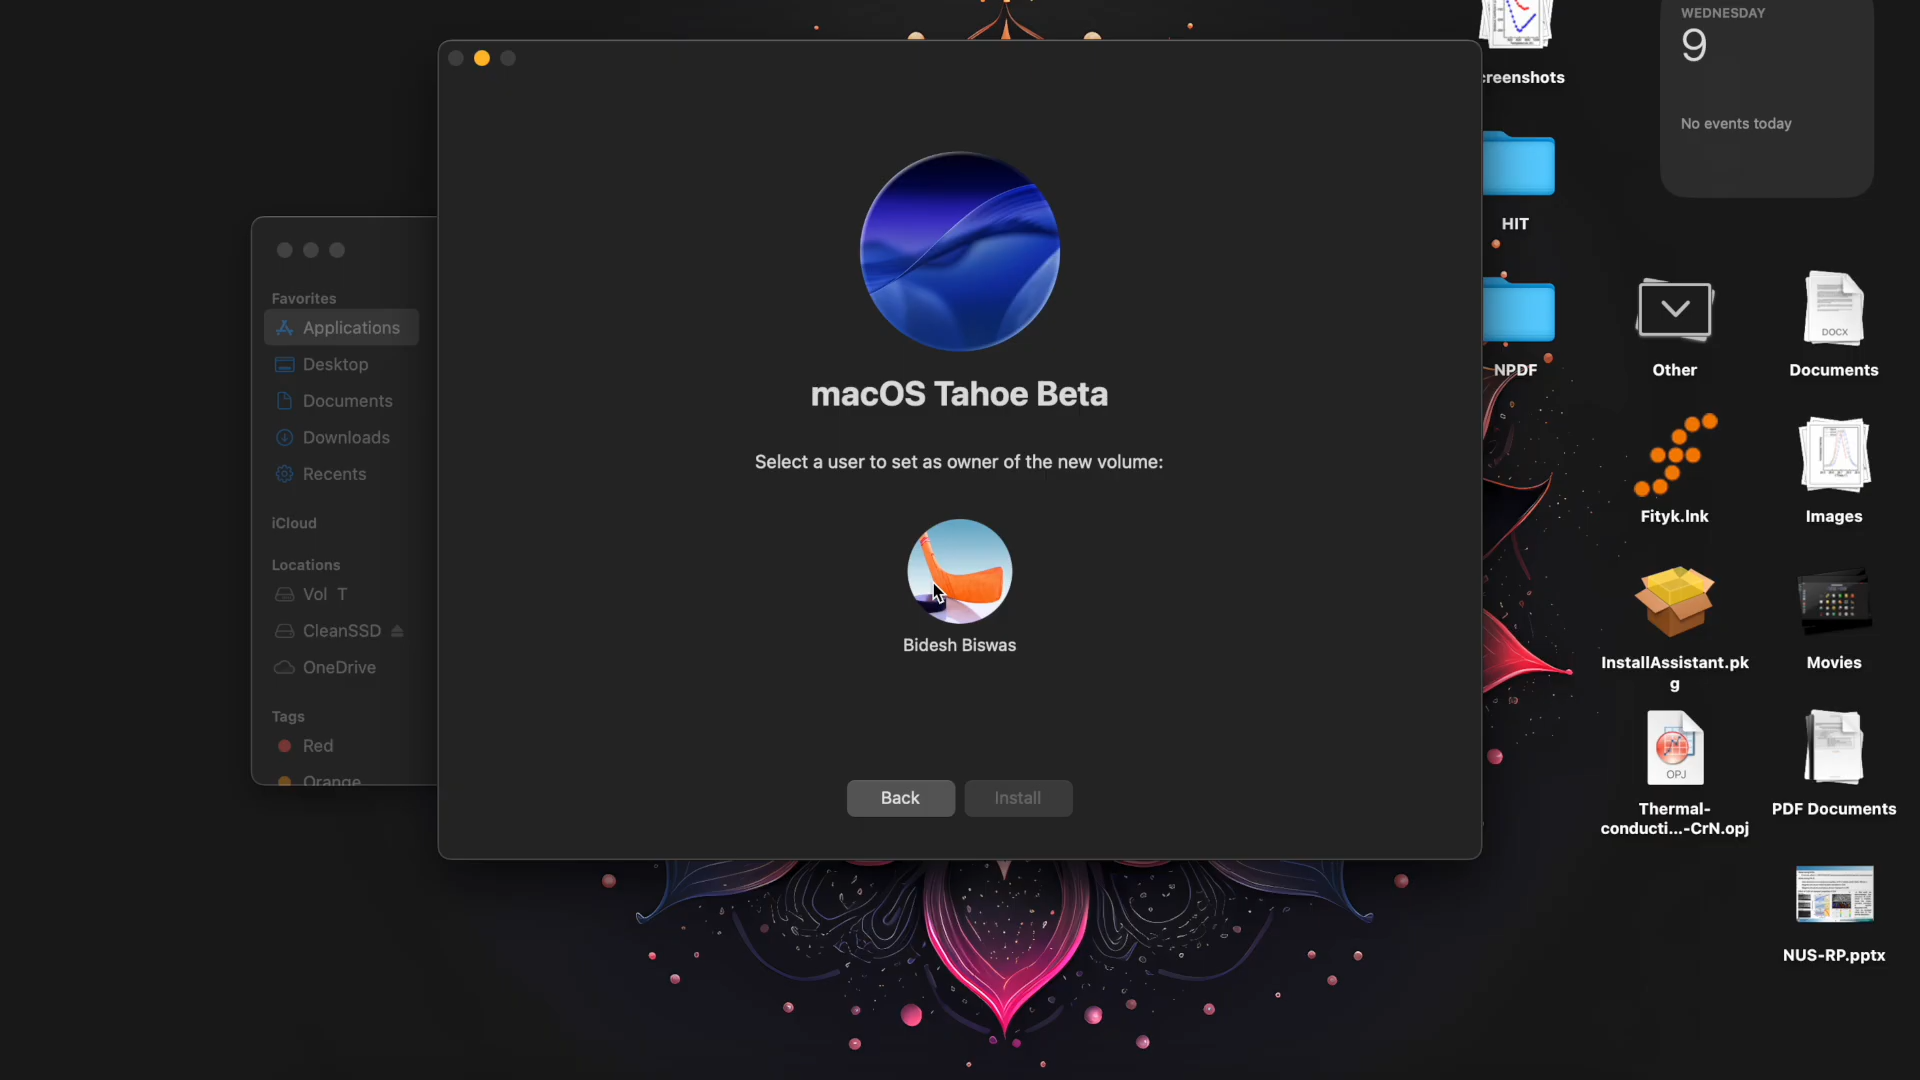 WEDNESDAY
9
No events today
creenshots
HIT
NPDF
Other
DOCX
Documents
Fityk.lnk
Images
InstallAssistant.pk
g
Movies
OPJ
Thermal-
conducti...-CrN.opj
PDF Documents
NUS-RP.pptx
Favorites
Applications
Desktop
Documents
Downloads
Recents
iCloud
Locations
Vol T
CleanSSD
OneDrive
Tags
Red
Orange
macOS Tahoe Beta
Select a user to set as owner of the new volume:
Bidesh Biswas
Back
Install